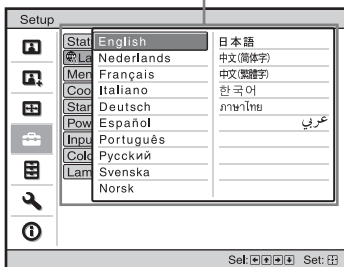 Setup
Stat
La
Men
Coo
Star
Pow
Inpu
Colo
Lam
English
Nederlands
Français
Italiano
Deutsch
Español
Português
Русский
Svenska
Norsk
日本語
中文(简体字)
中文(繁體字)
한국어
ภาษาไทย
عربي
Sel: Set: